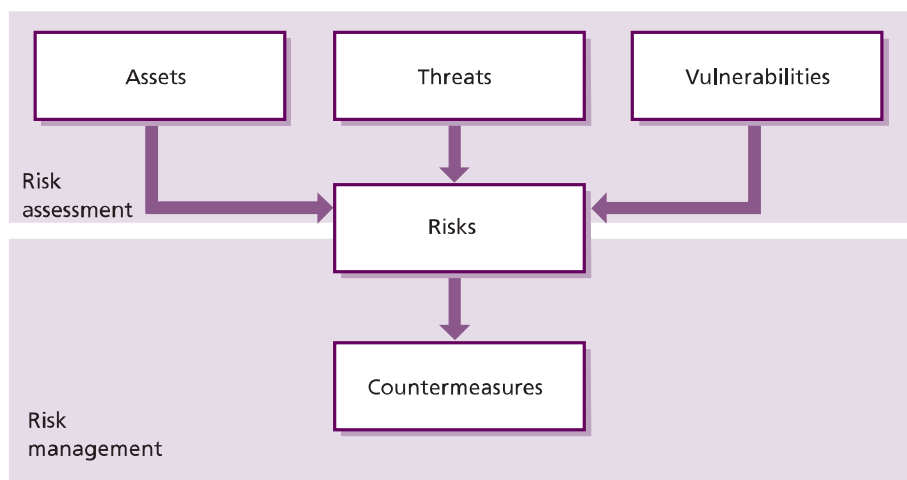 Assets
Threats
Vulnerabilities
Risk
assessment
Risks
Countermeasures
Risk
management